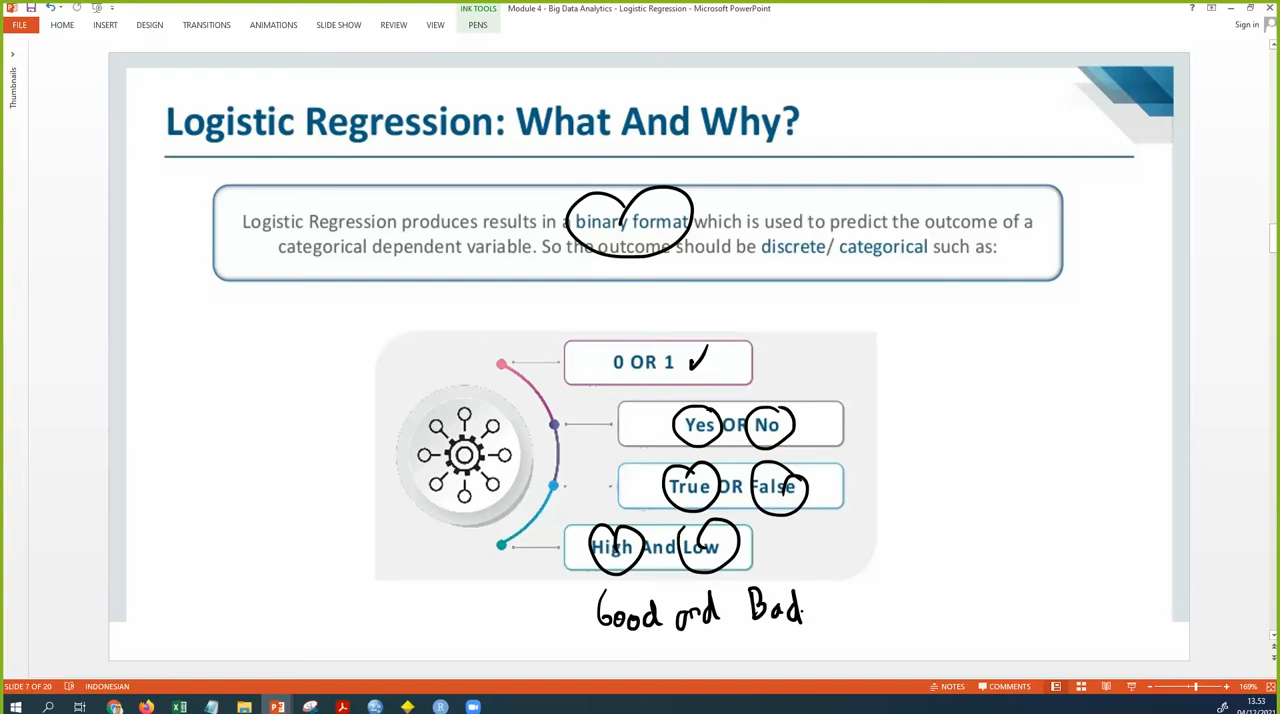 INK TOOLS
Module 4 - Big Data Analytics - Logistic Regression - Microsoft PowerPoint
?
Sign in
FILE HOME INSERT DESIGN TRANSITIONS ANIMATIONS SLIDE SHOW REVIEW VIEW PENS
Thumbnails
Logistic Regression: What And Why?
Logistic Regression produces results in a binary format which is used to predict the outcome of a
categorical dependent variable. So the outcome should be discrete/ categorical such as:
0 OR 1 ✓
Yes OR No
True OR False
High And Low
Good and Bad.
SLIDE 7 OF 20 INDONESIAN NOTES COMMENTS 169%
13.53
04/12/2021